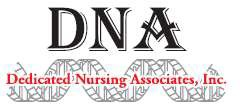 DNA
Dedicated Nursing Associates, Inc.